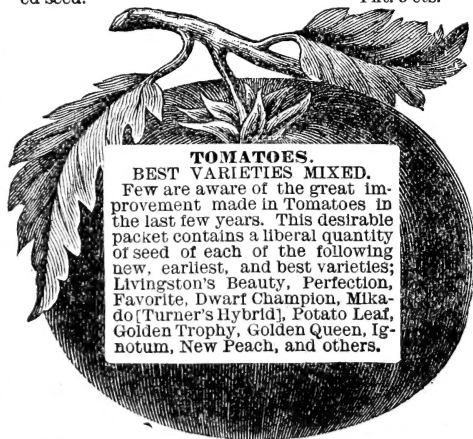 ed seed.
TOMATOES.
BEST VARIETIES MIXED.
Few are aware of the great im-
provement made in Tomatoes in
the last few years. This desirable
packet contains a liberal quantity
of seed of each of the following
new, earliest, and best varieties;
Livingston's Beauty, Perfection,
Favorite, Dwarf Champion, Mika-
do [Turner's Hybrid], Potato Leaf,
Golden Trophy, Golden Queen, Ig-
notum, New Peach, and others.